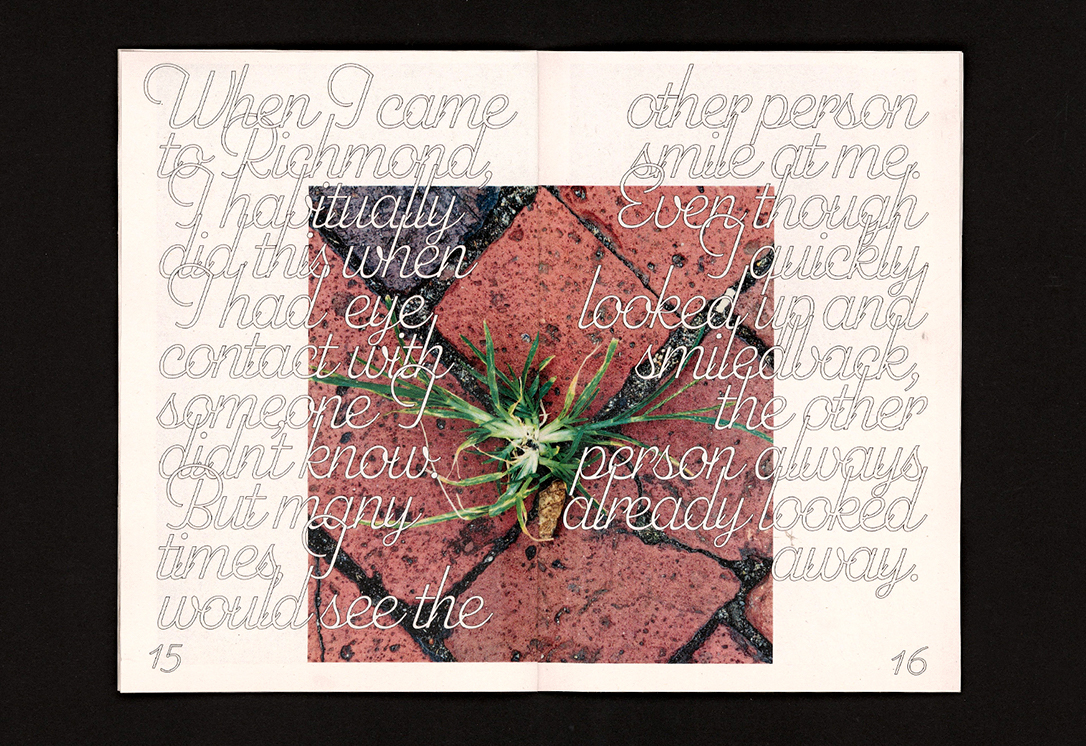 When I came
to Richmond,
I habitually
did this when
I had eye
contact with
someone I
didnt know.
But many
times, I
would see the
15
other person
smile at me.
Even though
I quickly
looked up and
smiledback,
the other
person always
already looked
away.
16